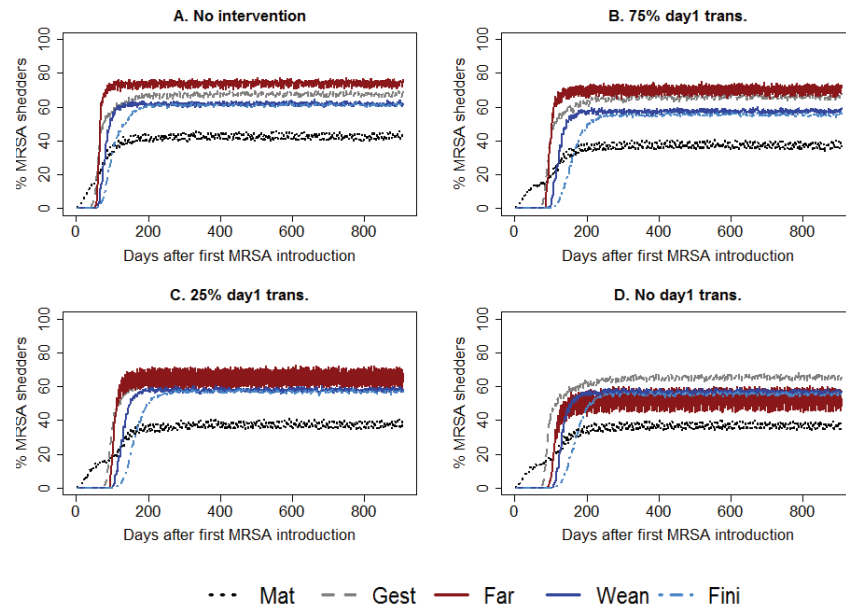 A. No intervention
% MRSA shedders
0 20 40 60 80 100
0 200 400 600 800
Days after first MRSA introduction
B. 75% day1 trans.
% MRSA shedders
0 20 40 60 80 100
0 200 400 600 800
Days after first MRSA introduction
C. 25% day1 trans.
% MRSA shedders
0 20 40 60 80 100
0 200 400 600 800
Days after first MRSA introduction
D. No day1 trans.
% MRSA shedders
0 20 40 60 80 100
0 200 400 600 800
Days after first MRSA introduction
Mat Gest Far Wean Fini